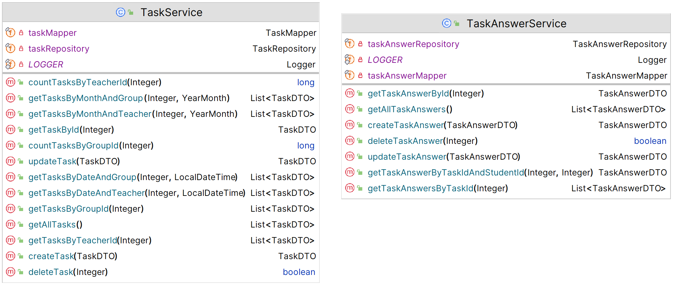 TaskService
taskMapper TaskMapper
taskRepository TaskRepository
LOGGER Logger
countTasksByTeacherId(Integer) long
getTasksByMonthAndGroup(Integer, YearMonth) List<TaskDTO>
getTasksByMonthAndTeacher(Integer, YearMonth) List<TaskDTO>
getTaskById(Integer) TaskDTO
countTasksByGroupId(Integer) long
updateTask(TaskDTO) TaskDTO
getTasksByDateAndGroup(Integer, LocalDateTime) List<TaskDTO>
getTasksByDateAndTeacher(Integer, LocalDateTime) List<TaskDTO>
getTasksByGroupId(Integer) List<TaskDTO>
getAllTasks() List<TaskDTO>
getTasksByTeacherId(Integer) List<TaskDTO>
createTask(TaskDTO) TaskDTO
deleteTask(Integer) boolean
TaskAnswerService
taskAnswerRepository TaskAnswerRepository
LOGGER Logger
taskAnswerMapper TaskAnswerMapper
getTaskAnswerById(Integer) TaskAnswerDTO
getAllTaskAnswers() List<TaskAnswerDTO>
createTaskAnswer(TaskAnswerDTO) TaskAnswerDTO
deleteTaskAnswer(Integer) boolean
updateTaskAnswer(TaskAnswerDTO) TaskAnswerDTO
getTaskAnswerByTaskIdAndStudentId(Integer, Integer) TaskAnswerDTO
getTaskAnswersByTaskId(Integer) List<TaskAnswerDTO>